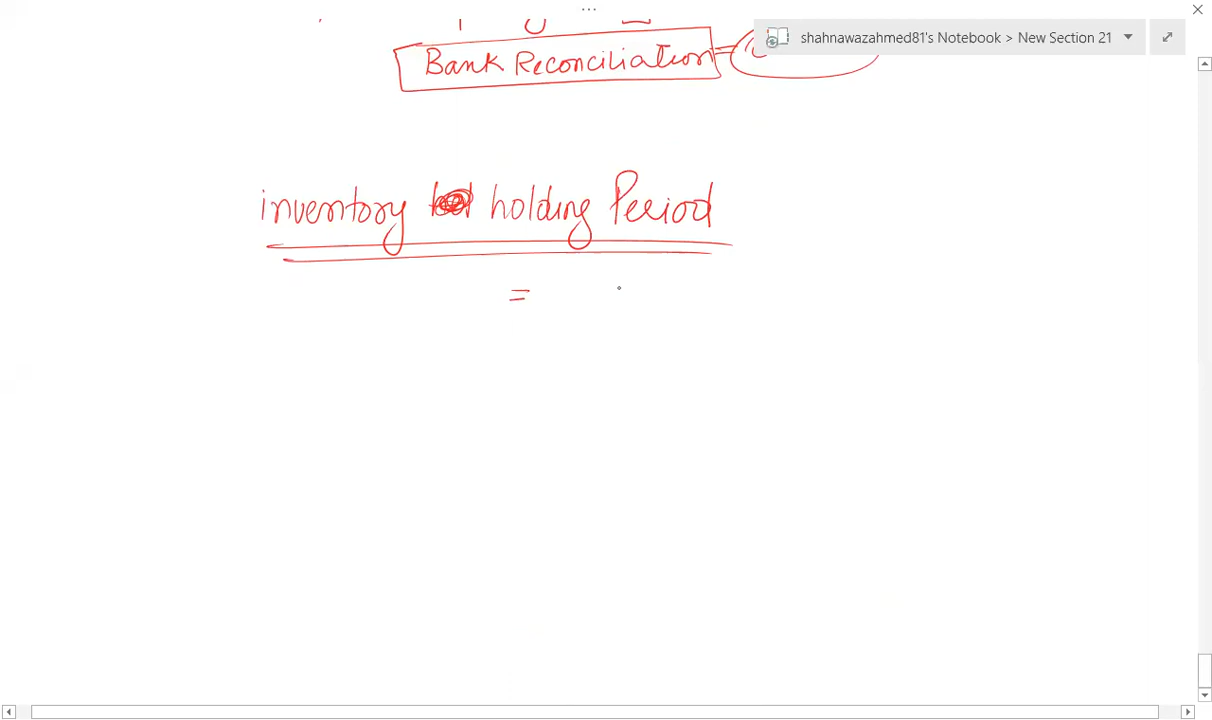 ...
shahnawazahmed81's Notebook > New Section 21
Bank Reconciliation =
inventory holding Period
=